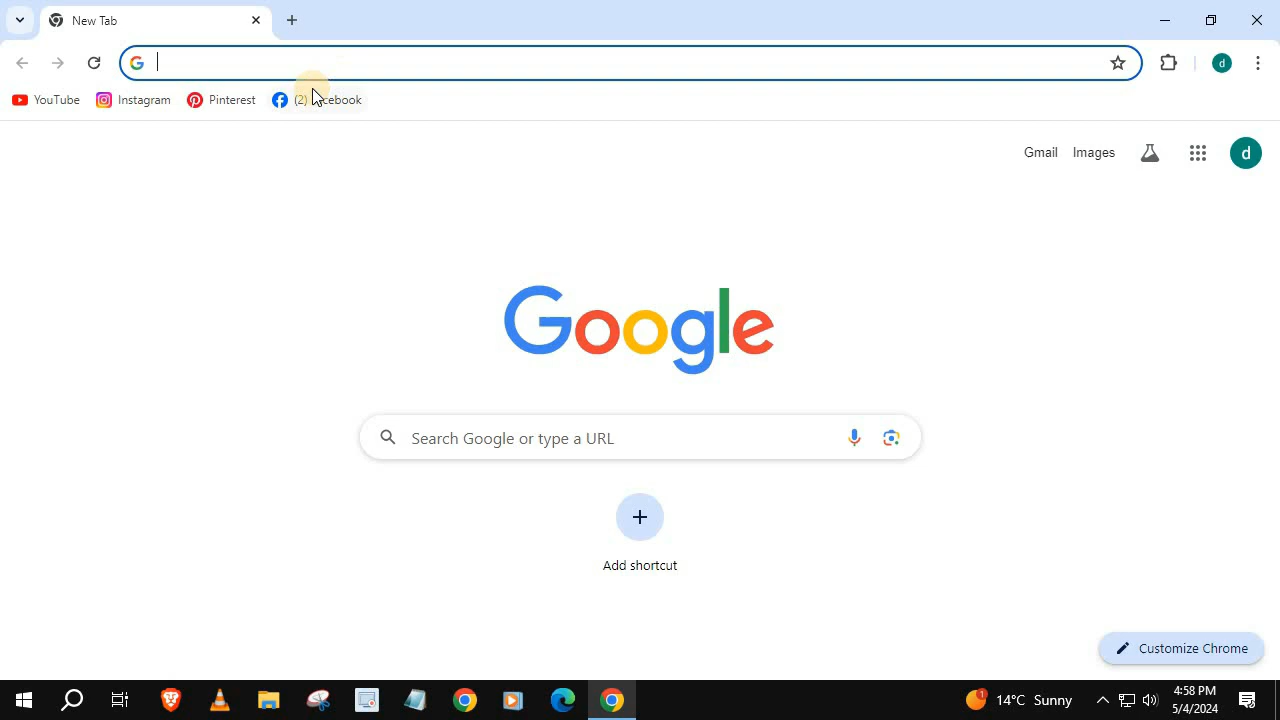 New Tab
YouTube Instagram Pinterest (2)
d
Gmail Images d
Google
Search Google or type a URL
Add shortcut
Customize Chrome
1 14°C Sunny 4:58 PM
5/4/2024